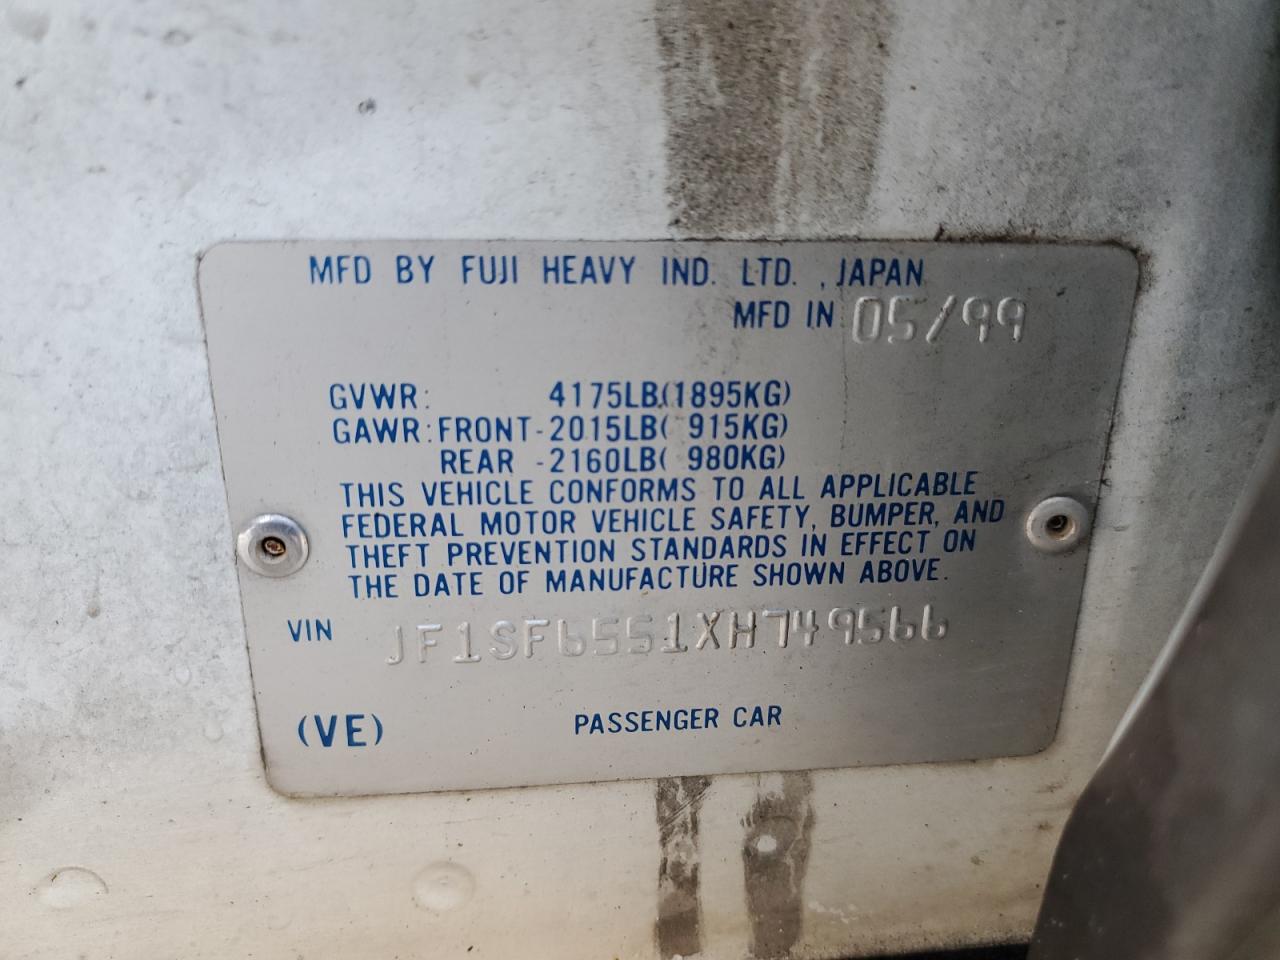 MFD BY FUJI HEAVY IND. LTD. , JAPAN
MFD IN 05/99
GVWR: 4175LB(1895KG)
GAWR:FRONT-2015LB( 915KG)
REAR -2160LB( 980KG)
THIS VEHICLE CONFORMS TO ALL APPLICABLE
FEDERAL MOTOR VEHICLE SAFETY, BUMPER, AND
THEFT PREVENTION STANDARDS IN EFFECT ON
THE DATE OF MANUFACTURE SHOWN ABOVE.
VIN JF1SF6551XH749566
(VE) PASSENGER CAR